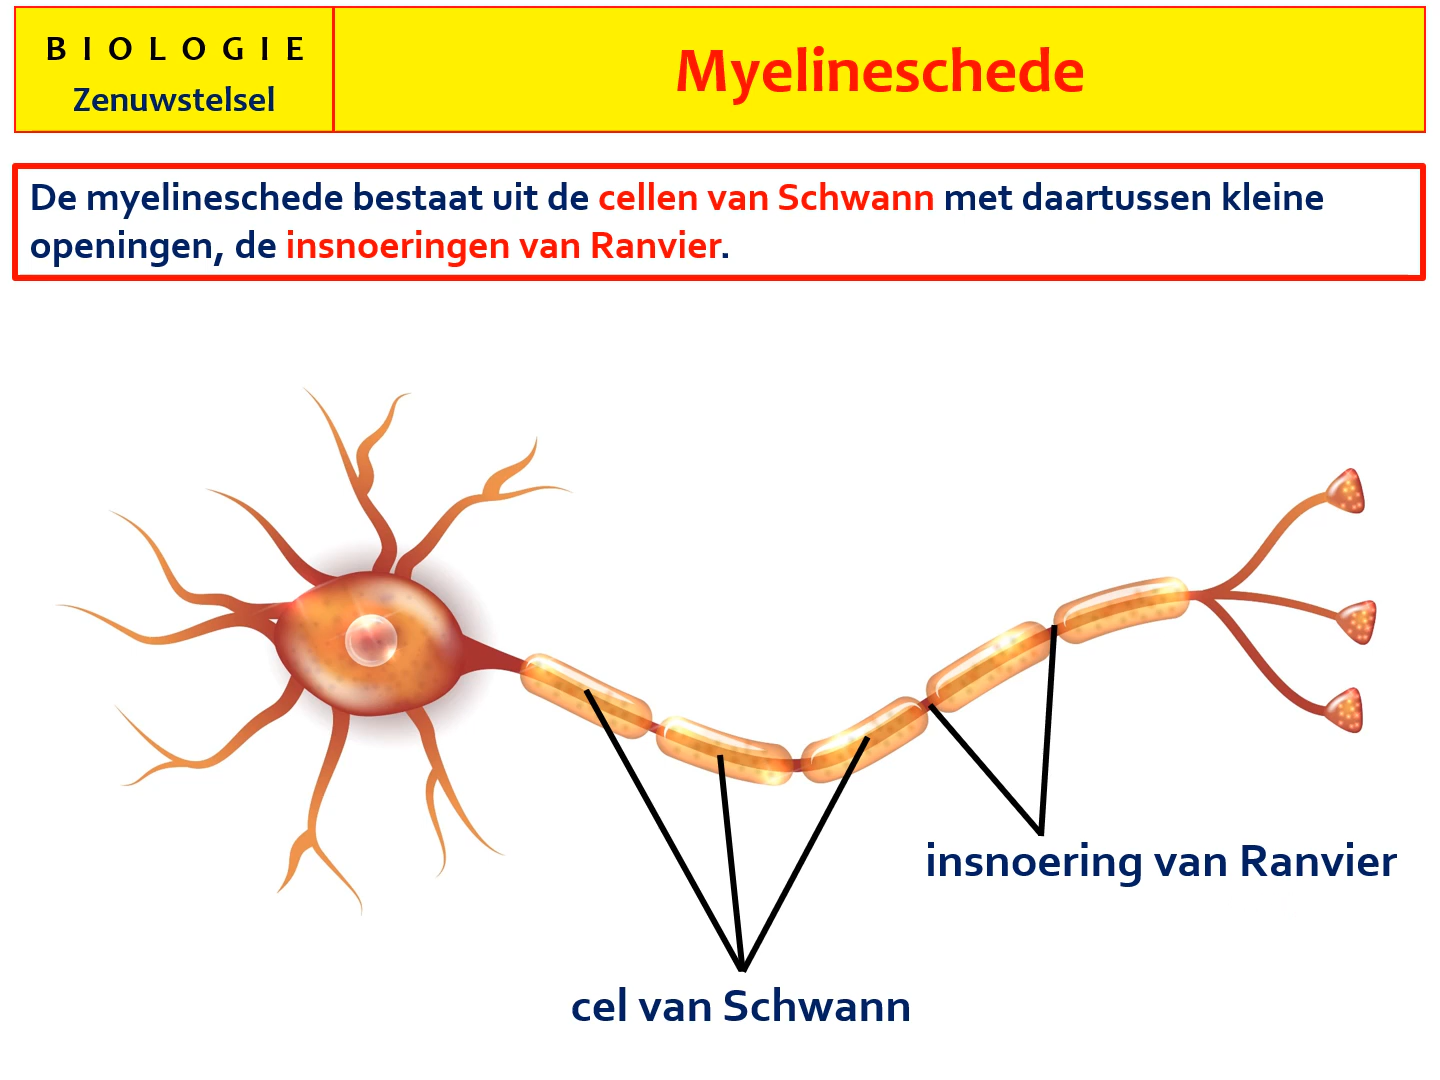 BIOLOGIE
Zenuwstelsel
Myelineschede
De myelineschede bestaat uit de cellen van Schwann met daartussen kleine
openingen, de insnoeringen van Ranvier.
insnoering van Ranvier
cel van Schwann